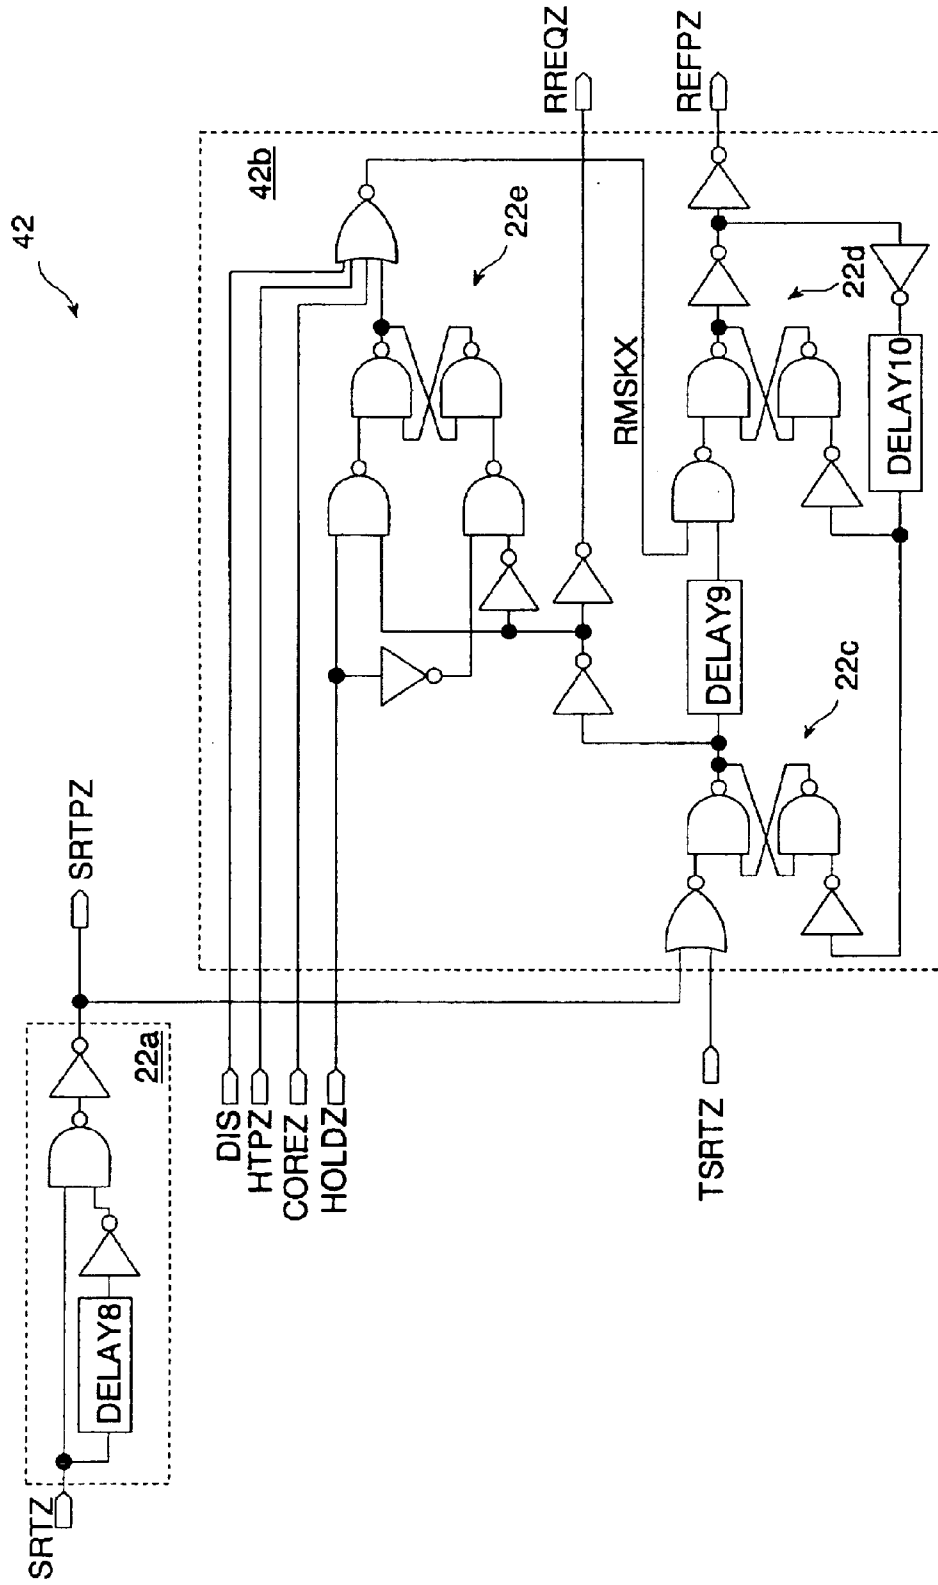 42
SRTZ
DELAY8
22a
SRTPZ
DIS
HTPZ
COREZ
HOLDZ
TSRTZ
42b
22e
RREQZ
RMSKX
REFPZ
22d
DELAY9
DELAY10
22c